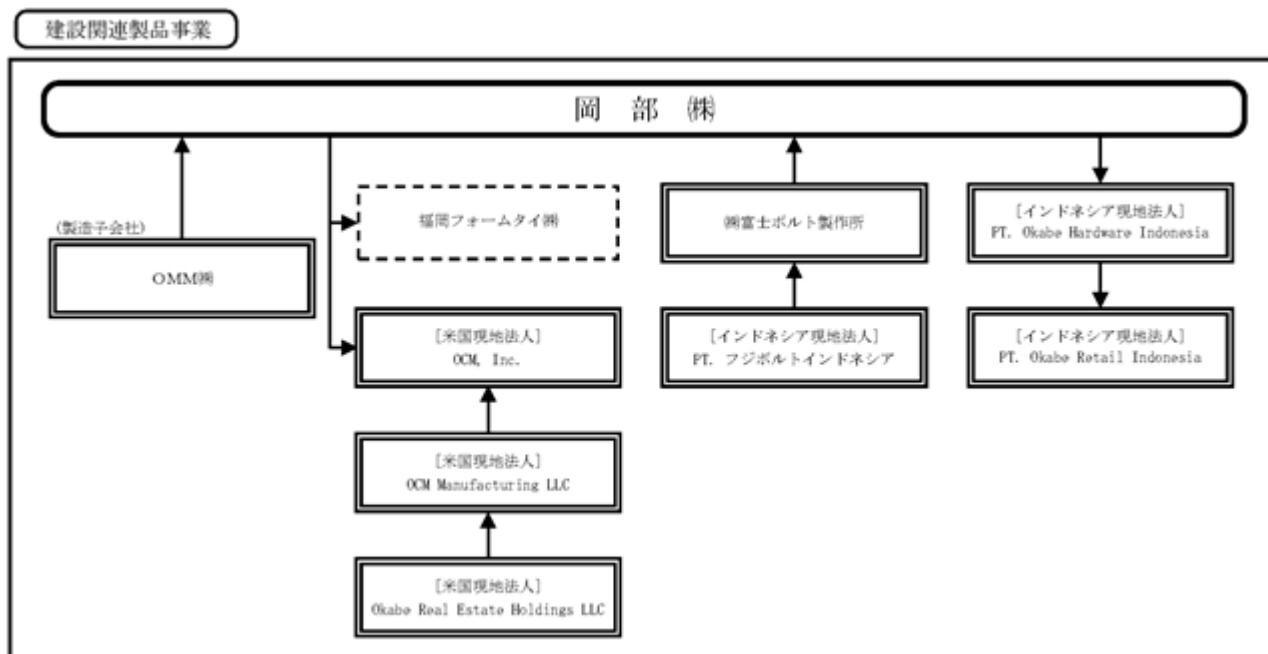 建設関連製品事業
岡 部 ㈱
(製造子会社)
OMM㈱
福岡フォームタイ㈱
[米国現地法人]
OCM, Inc.
[米国現地法人]
OCM Manufacturing LLC
[米国現地法人]
Okabe Real Estate Holdings LLC
㈱富士ボルト製作所
[インドネシア現地法人]
PT. フジボルトインドネシア
[インドネシア現地法人]
PT. Okabe Hardware Indonesia
[インドネシア現地法人]
PT. Okabe Retail Indonesia